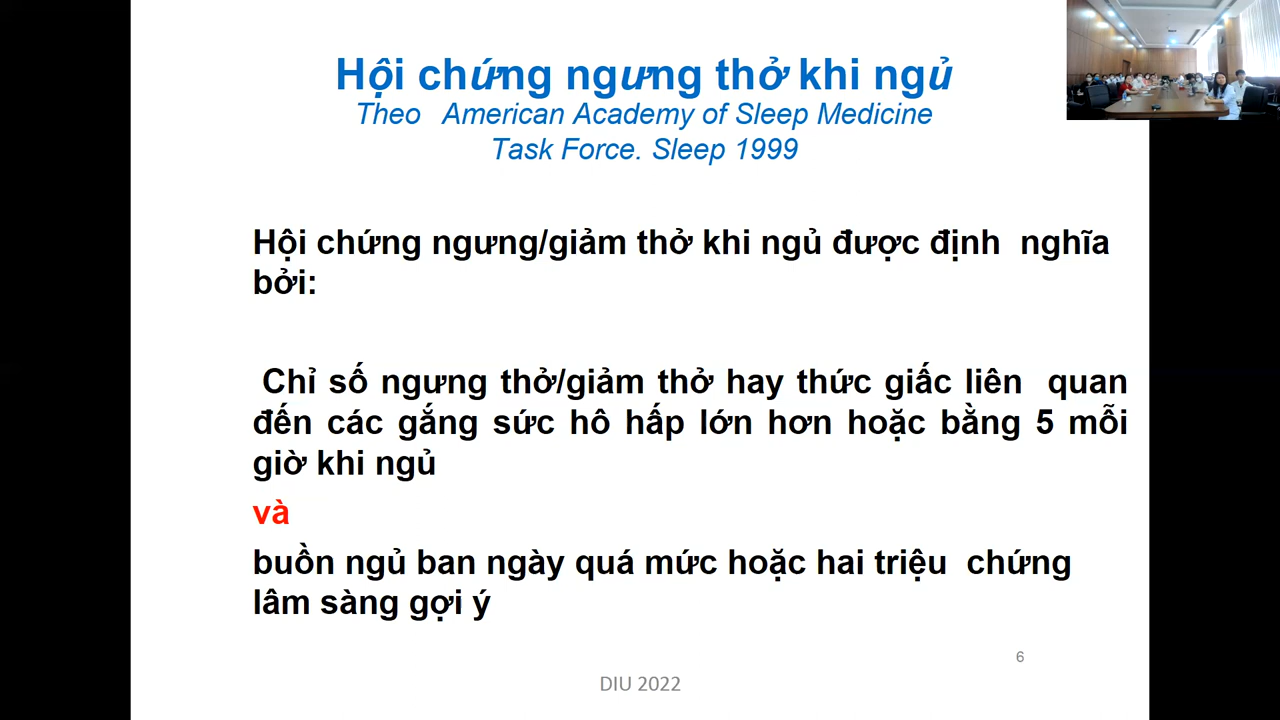 Hội chứng ngưng thở khi ngủ
Theo American Academy of Sleep Medicine
Task Force. Sleep 1999
Hội chứng ngưng/giảm thở khi ngủ được định nghĩa
bởi:
Chỉ số ngưng thở/giảm thở hay thức giấc liên quan
đến các gắng sức hô hấp lớn hơn hoặc bằng 5 mỗi
giờ khi ngủ
và
buồn ngủ ban ngày quá mức hoặc hai triệu chứng
lâm sàng gợi ý
6
DIU 2022